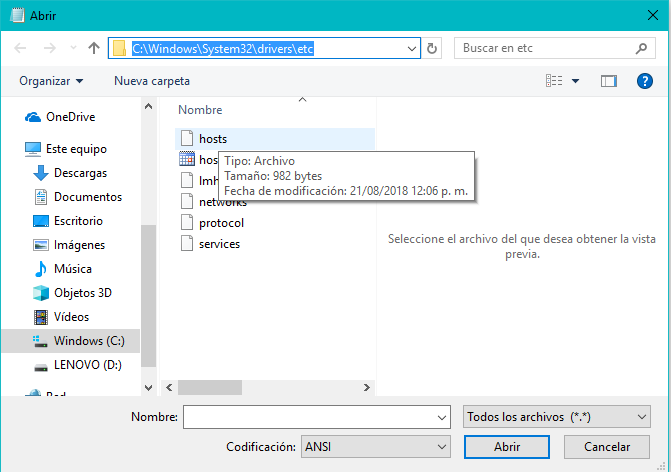 Abrir
C:\Windows\System32\drivers\etc
Buscar en etc
Organizar
Nueva carpeta
OneDrive
Este equipo
Descargas
Documentos
Escritorio
Imágenes
Música
Objetos 3D
Vídeos
Windows (C:)
LENOVO (D:)
Nombre
hosts
hos
lmh
networks
protocol
services
Tipo: Archivo
Tamaño: 982 bytes
Fecha de modificación: 21/08/2018 12:06 p. m.
Seleccione el archivo del que desea obtener la vista
previa.
Nombre:
Todos los archivos (*.*)
Codificación:
ANSI
Abrir
Cancelar